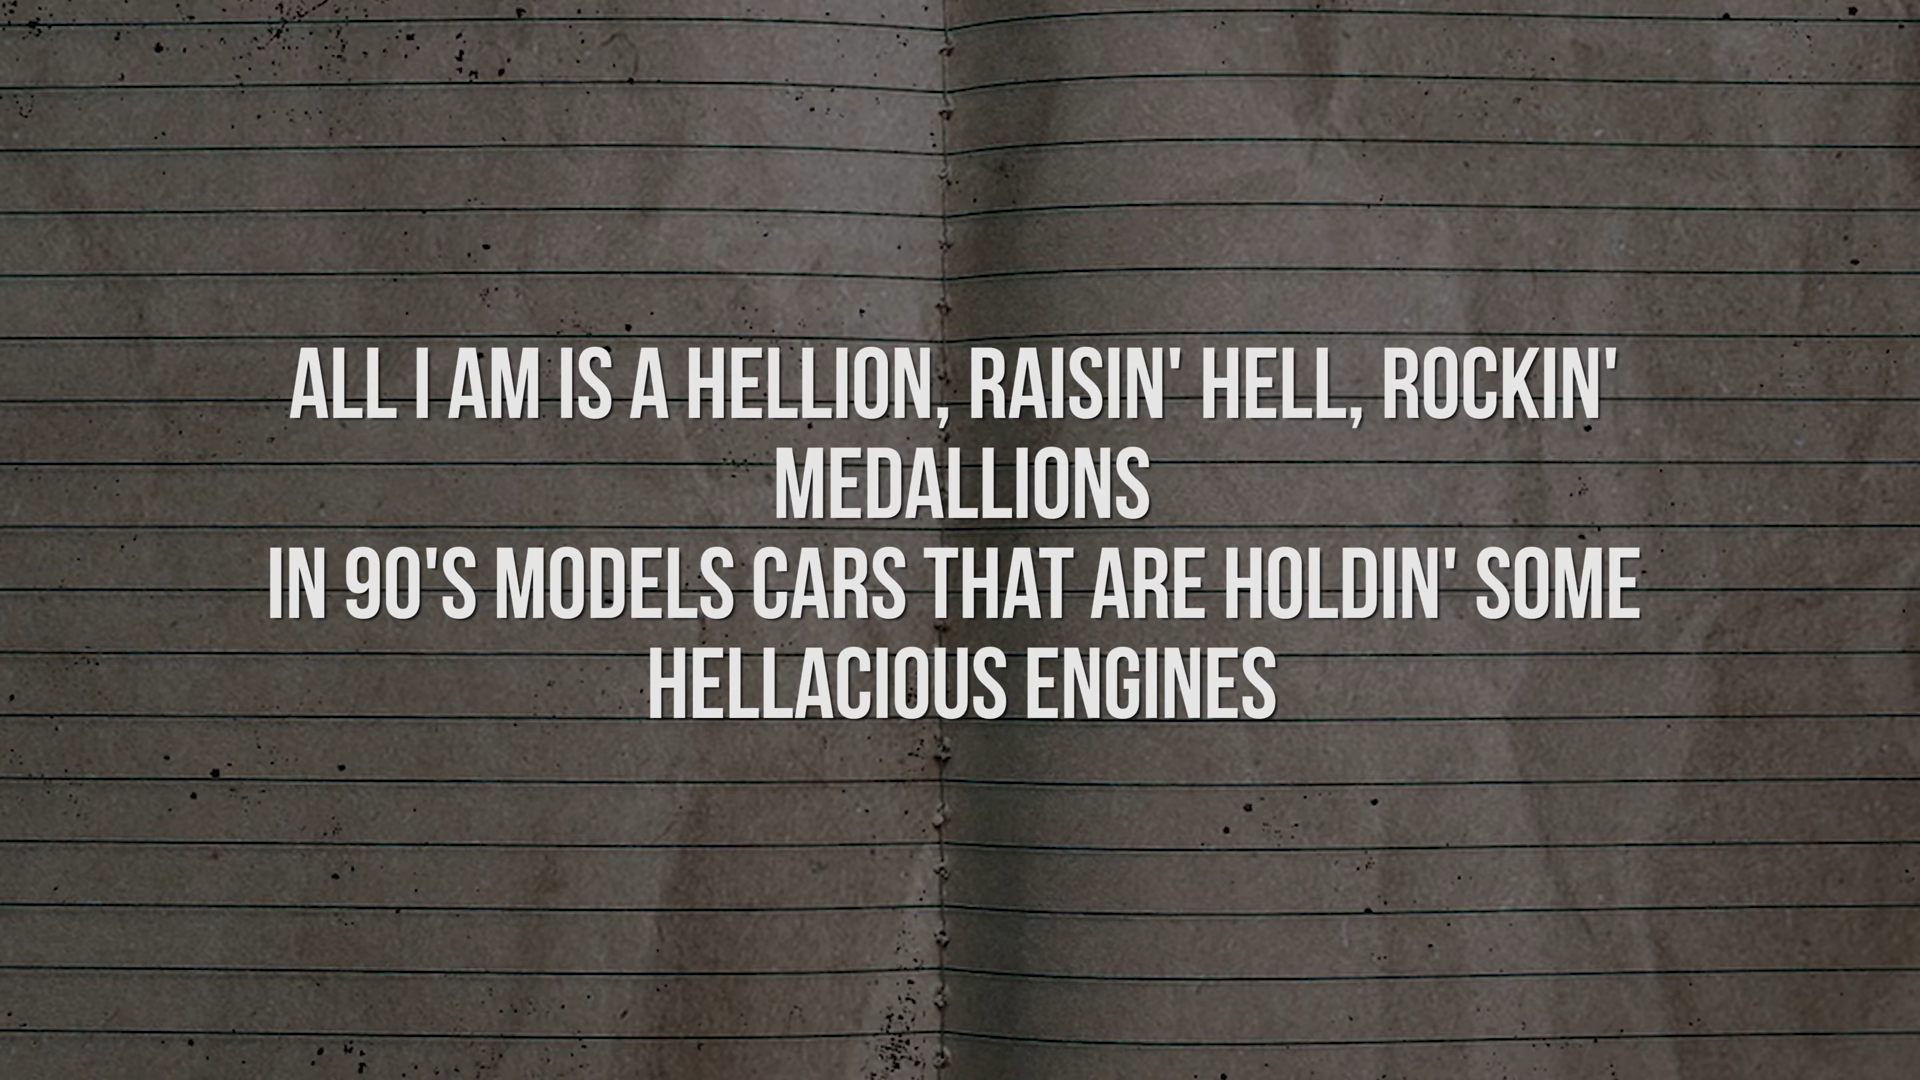 ALL I AM IS A HELLION, RAISIN' HELL, ROCKIN'
MEDALLIONS
IN 90'S MODELS CARS THAT ARE HOLDIN' SOME
HELLACIOUS ENGINES